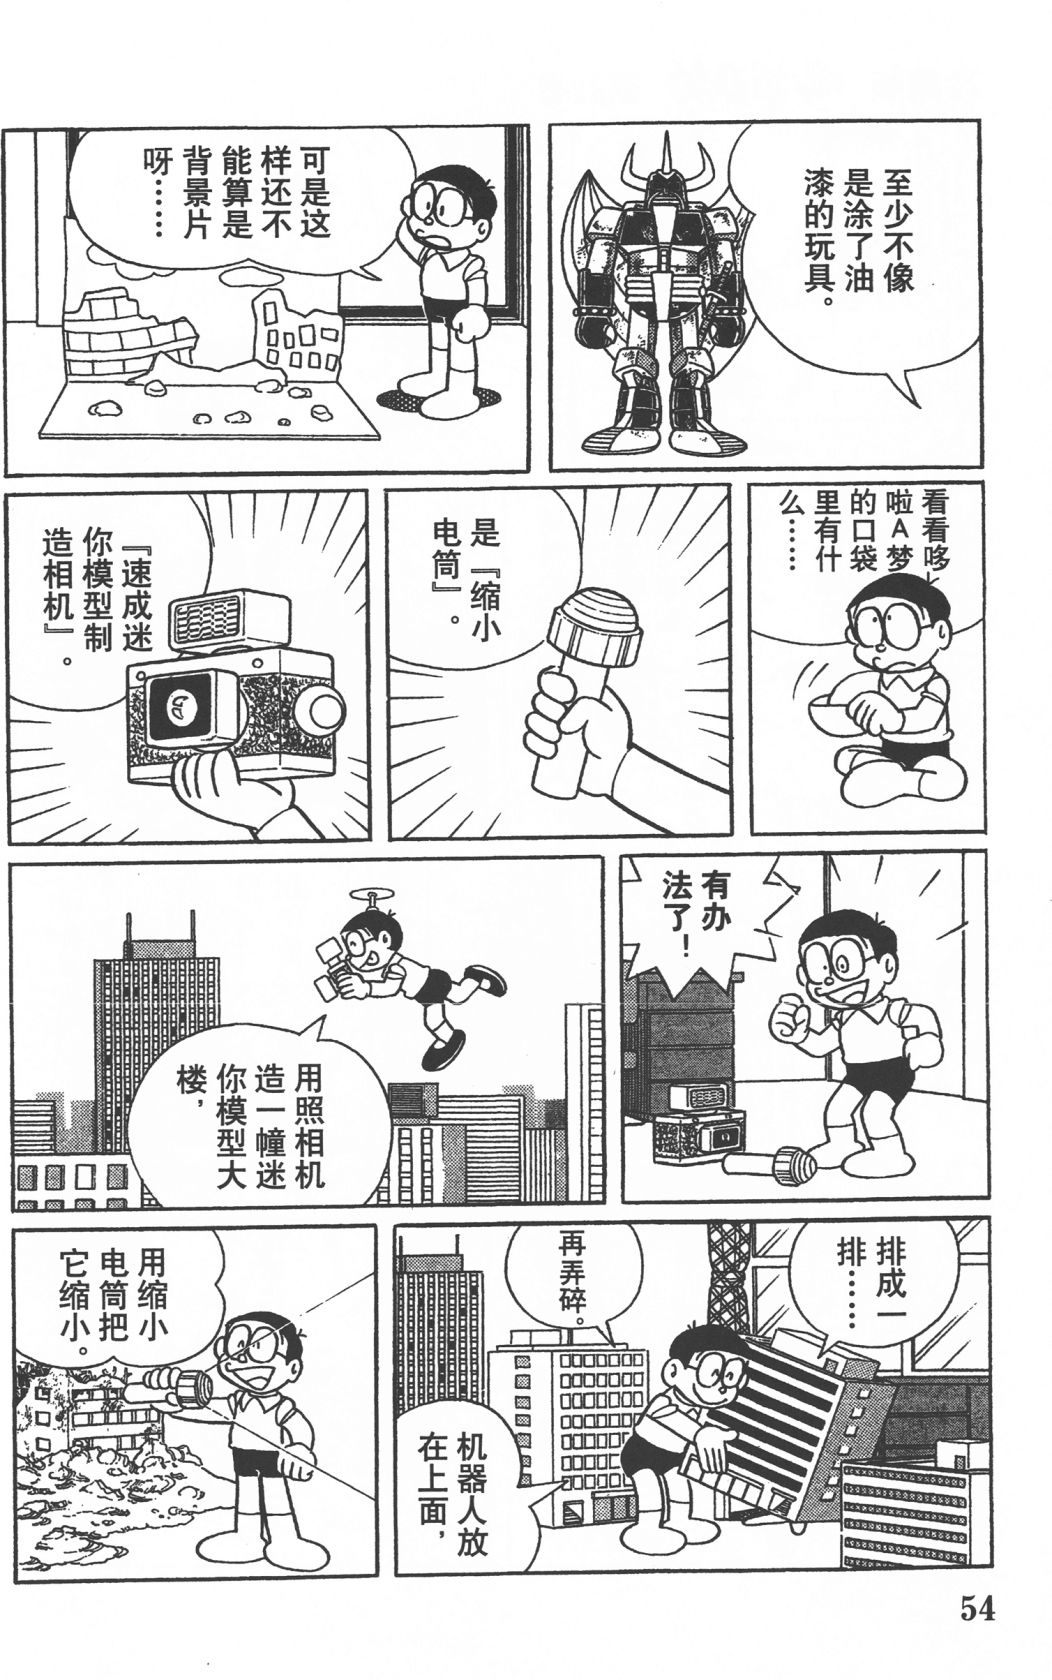 至少不像
是涂了油
漆的玩具。
可是这
样还不
能算是
背景片
呀……
看看哆
啦A梦
的口袋
里有什
么……
是『缩小
电筒』。
『速成迷
你模型制
造相机』。
有办
法了！
用照相机
造一幢迷
你模型大
楼，
排成一
排……
再弄碎。
机器人放
在上面，
用缩小
电筒把
它缩小。
54